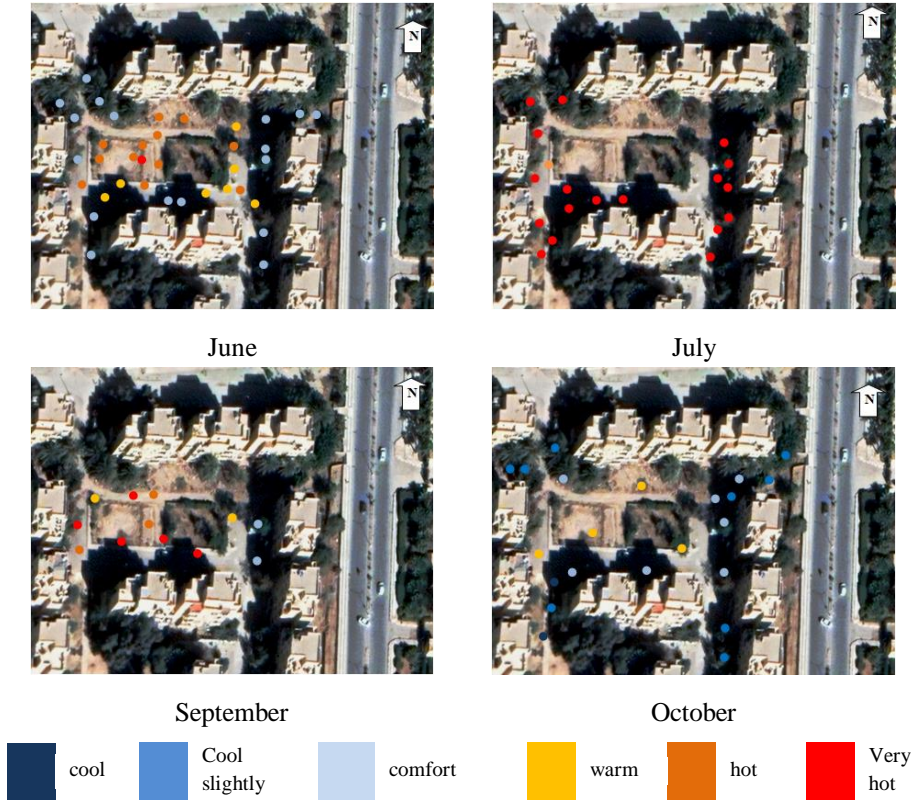 N
N
June
July
N
N
September
October
cool
Cool
slightly
comfort
warm
hot
Very
hot